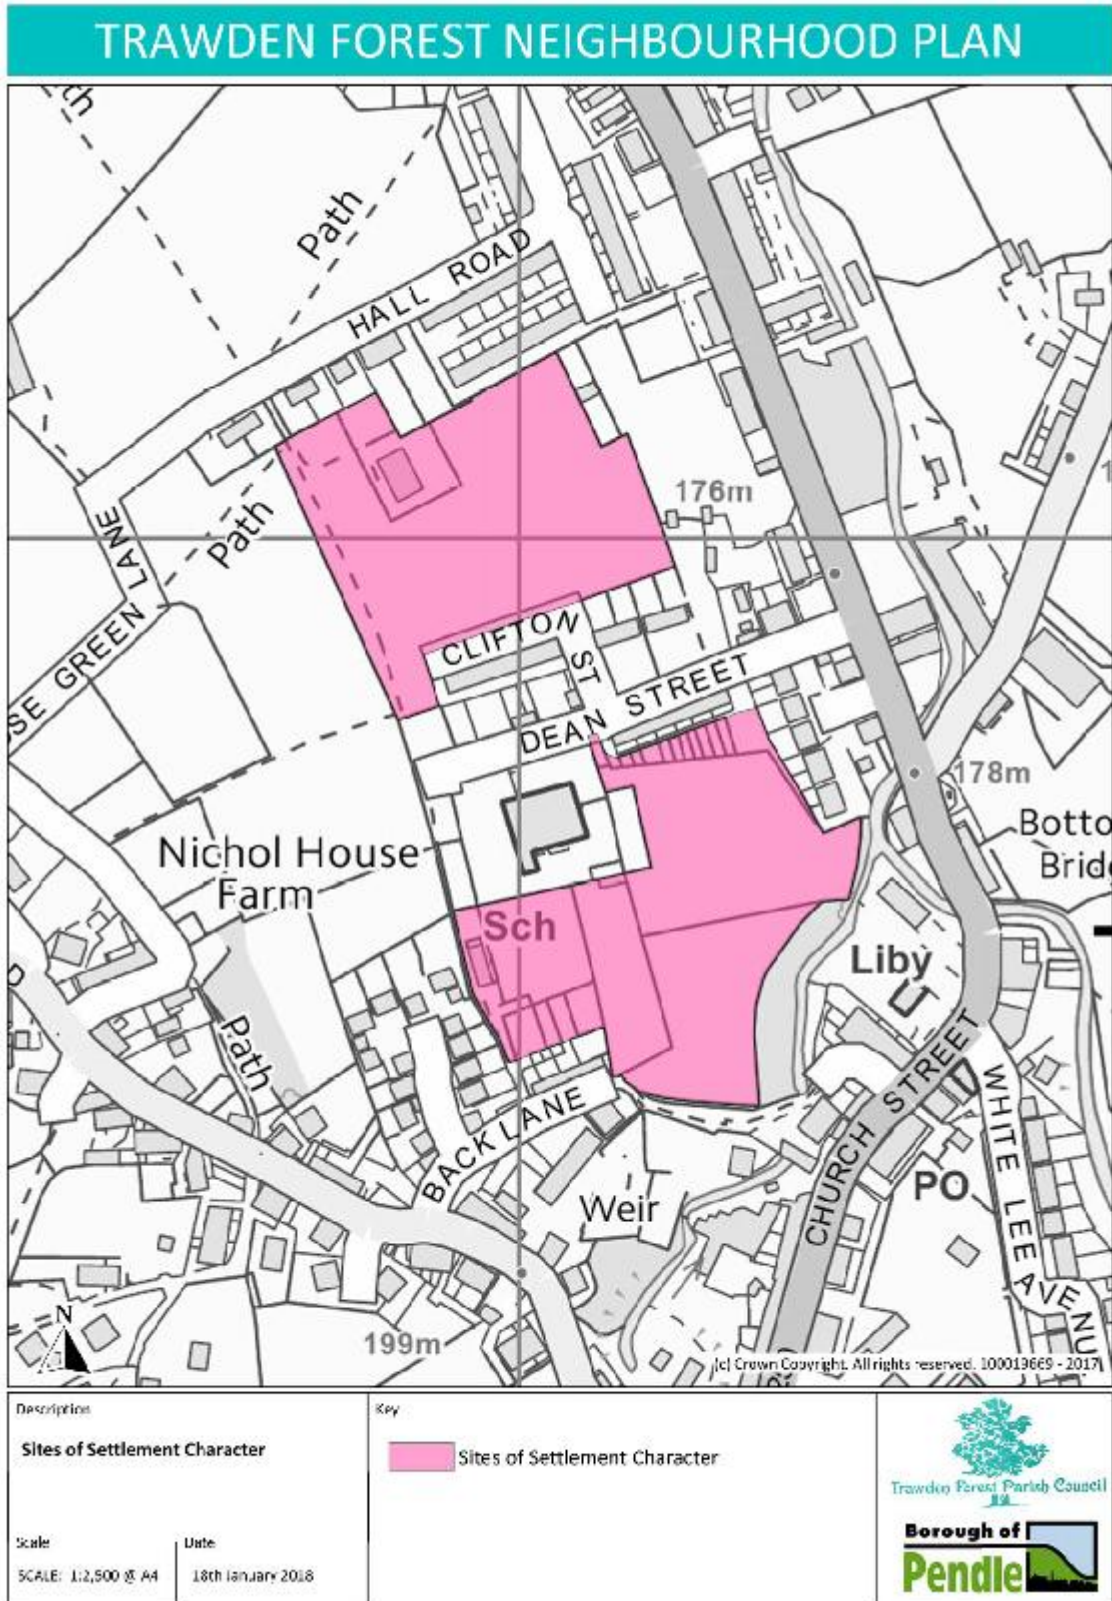 TRAWDEN FOREST NEIGHBOURHOOD PLAN
th
Path
HALL ROAD
176m
Path
LANE
GREEN
CLIFTON
ST
DEAN STREET
178m
Nichol House
Farm
Botto
Brid
Sch
Liby
Path
BACK LANE
CHURCH STREET
WHITE LEE AVENU
PO
Weir
N
199m
(c) Crown Copyright. All rights reserved. 100019669 - 2017
Description
Sites of Settlement Character
Key
Sites of Settlement Character
Scale
SCALE: 1:2,500 @ A4
Date
18th January 2018
Trawden Forest Parish Council
Borough of
Pendle